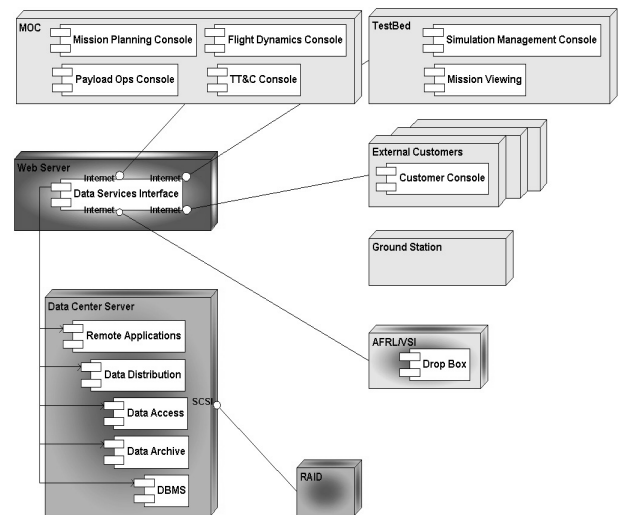 MOC
Mission Planning Console
Flight Dynamics Console
Payload Ops Console
TT&C Console
TestBed
Simulation Management Console
Mission Viewing
Web Server
Internet
Internet
Data Services Interface
Internet
Internet
External Customers
Customer Console
Ground Station
Data Center Server
Remote Applications
Data Distribution
Data Access
SCSI
Data Archive
DBMS
AFRL/VSI
Drop Box
RAID